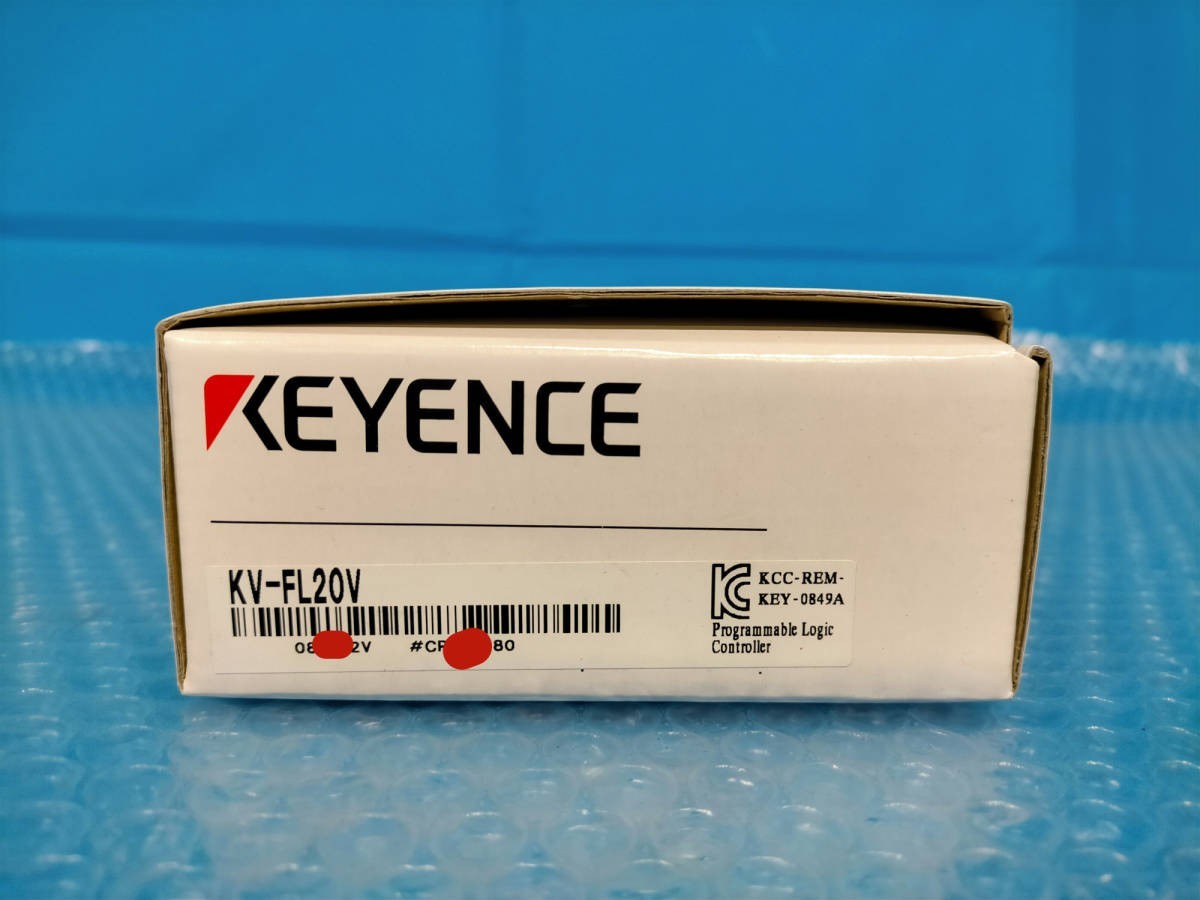 KEYENCE
KV-FL20V
KCC-REM-
KEY-0849A
Programmable Logic
Controller